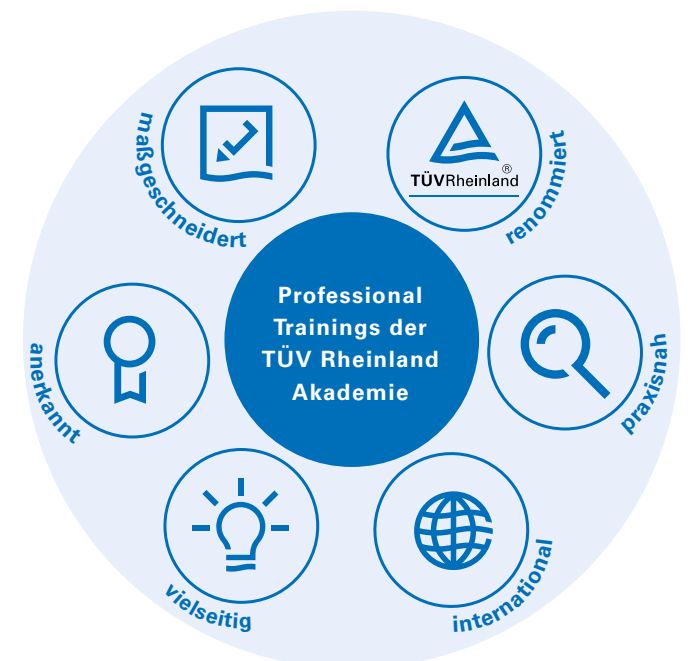 maßgeschneidert
TÜVRheinland®
renommiert
anerkannt
Professional
Trainings der
TÜV Rheinland
Akademie
praxisnah
vielseitig
international